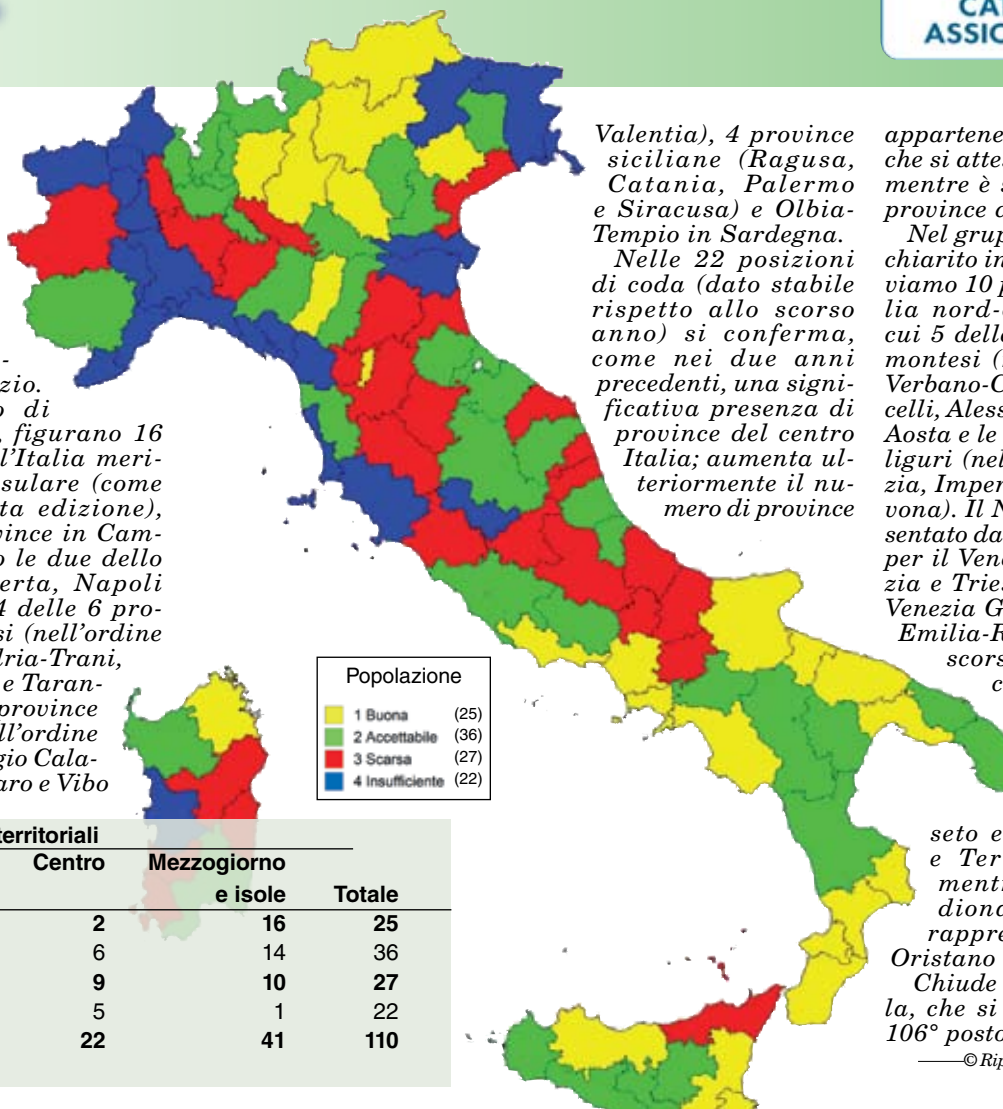 ASSIC
-
zio.
di
, figurano 16
l'Italia meri-
sulare (come
ta edizione),
vince in Cam-
o le due dello
erta, Napoli
4 delle 6 pro-
si (nell'ordine
dria-Trani,
e Taran-
province
ell'ordine
gio Cala-
aro e Vibo
Valentia), 4 province
siciliane (Ragusa,
Catania, Palermo
e Siracusa) e Olbia-
Tempio in Sardegna.
Nelle 22 posizioni
di coda (dato stabile
rispetto allo scorso
anno) si conferma,
come nei due anni
precedenti, una signi-
ficativa presenza di
province del centro
Italia; aumenta ul-
teriormente il nu-
mero di province
appartene
che si atte
mentre è s
province d
Nel grup
chiarito in
viamo 10 p
lia nord-
cui 5 dell
montesi (
Verbano-C
celli, Aless
Aosta e le
liguri (nel
zia, Imper
vona). Il N
sentato da
per il Vene
zia e Tries
Venezia G
Emilia-R
scors
c
seto e
e Ter
ment
diona
rappre
Oristano
Chiude
la, che si
106° posto
©Rip
Popolazione
1 Buona (25)
2 Accettabile (36)
3 Scarsa (27)
4 Insufficiente (22)
territoriali
Centro Mezzogiorno
e isole Totale
2 16 25
6 14 36
9 10 27
5 1 22
22 41 110